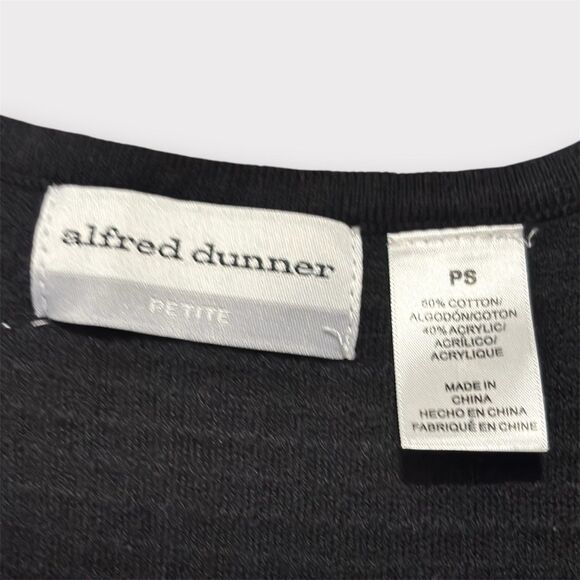 alfred dunner
PETITE
PS
60% COTTON/
ALGODÓN/COTON
40% ACRYLIC/
ACRÍLICO/
ACRYLIQUE
MADE IN
CHINA
HECHO EN CHINA
FABRIQUÉ EN CHINE